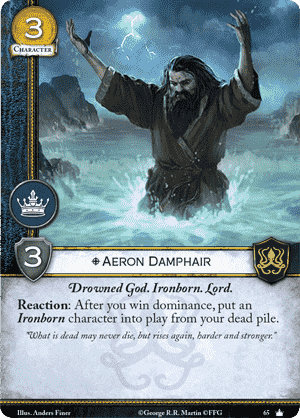 3
CHARACTER
3
AERON DAMPHAIR
Drowned God. Ironborn. Lord.
Reaction: After you win dominance, put an
Ironborn character into play from your dead pile.
"What is dead may never die, but rises again, harder and stronger."
Illus. Anders Finer ©George R.R. Martin ©FFG 65